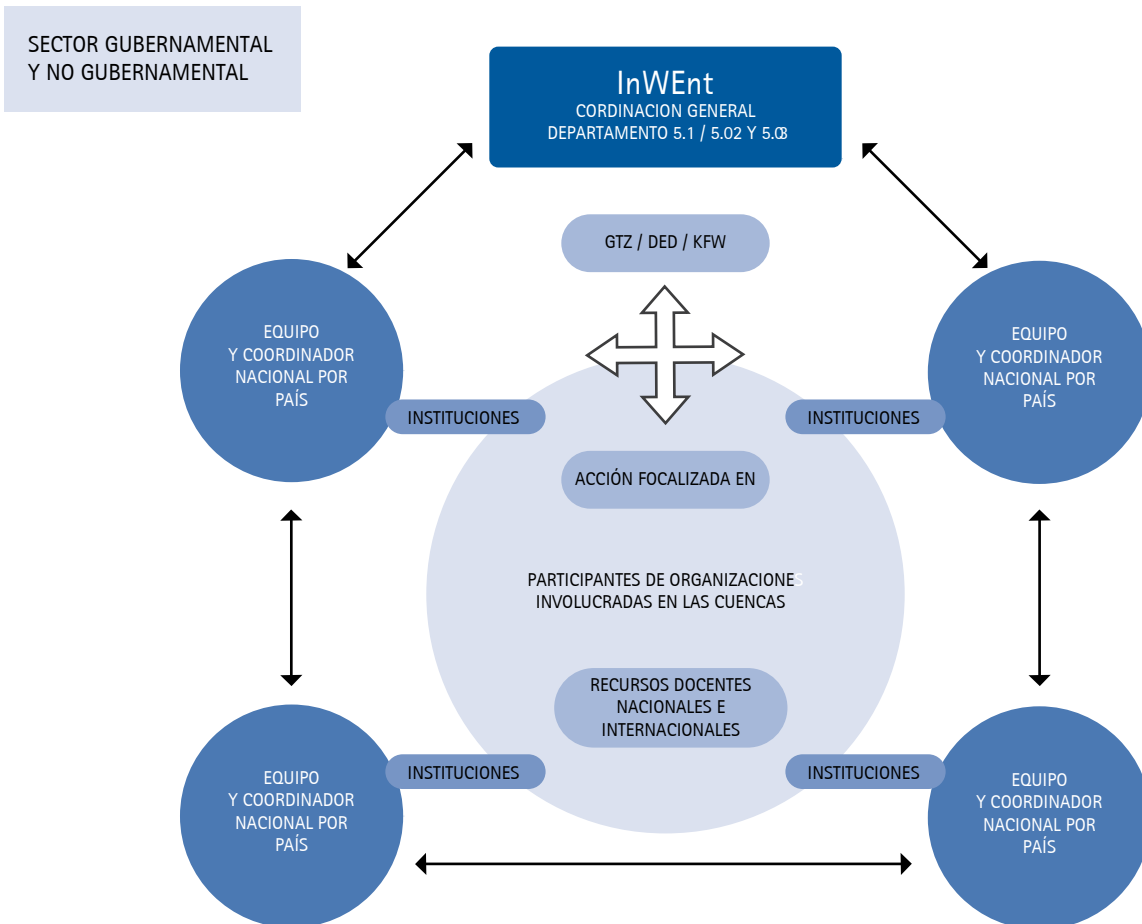 SECTOR GUBERNAMENTAL
Y NO GUBERNAMENTAL
InWEnt
CORDINACION GENERAL
DEPARTAMENTO 5.1 / 5.02 Y 5.03
GTZ / DED / KFW
EQUIPO
Y COORDINADOR
NACIONAL POR
PAÍS
EQUIPO
Y COORDINADOR
NACIONAL POR
PAÍS
INSTITUCIONES
INSTITUCIONES
ACCIÓN FOCALIZADA EN
PARTICIPANTES DE ORGANIZACIONES
INVOLUCRADAS EN LAS CUENCAS
RECURSOS DOCENTES
NACIONALES E
INTERNACIONALES
INSTITUCIONES
INSTITUCIONES
EQUIPO
Y COORDINADOR
NACIONAL POR
PAÍS
EQUIPO
Y COORDINADOR
NACIONAL POR
PAÍS